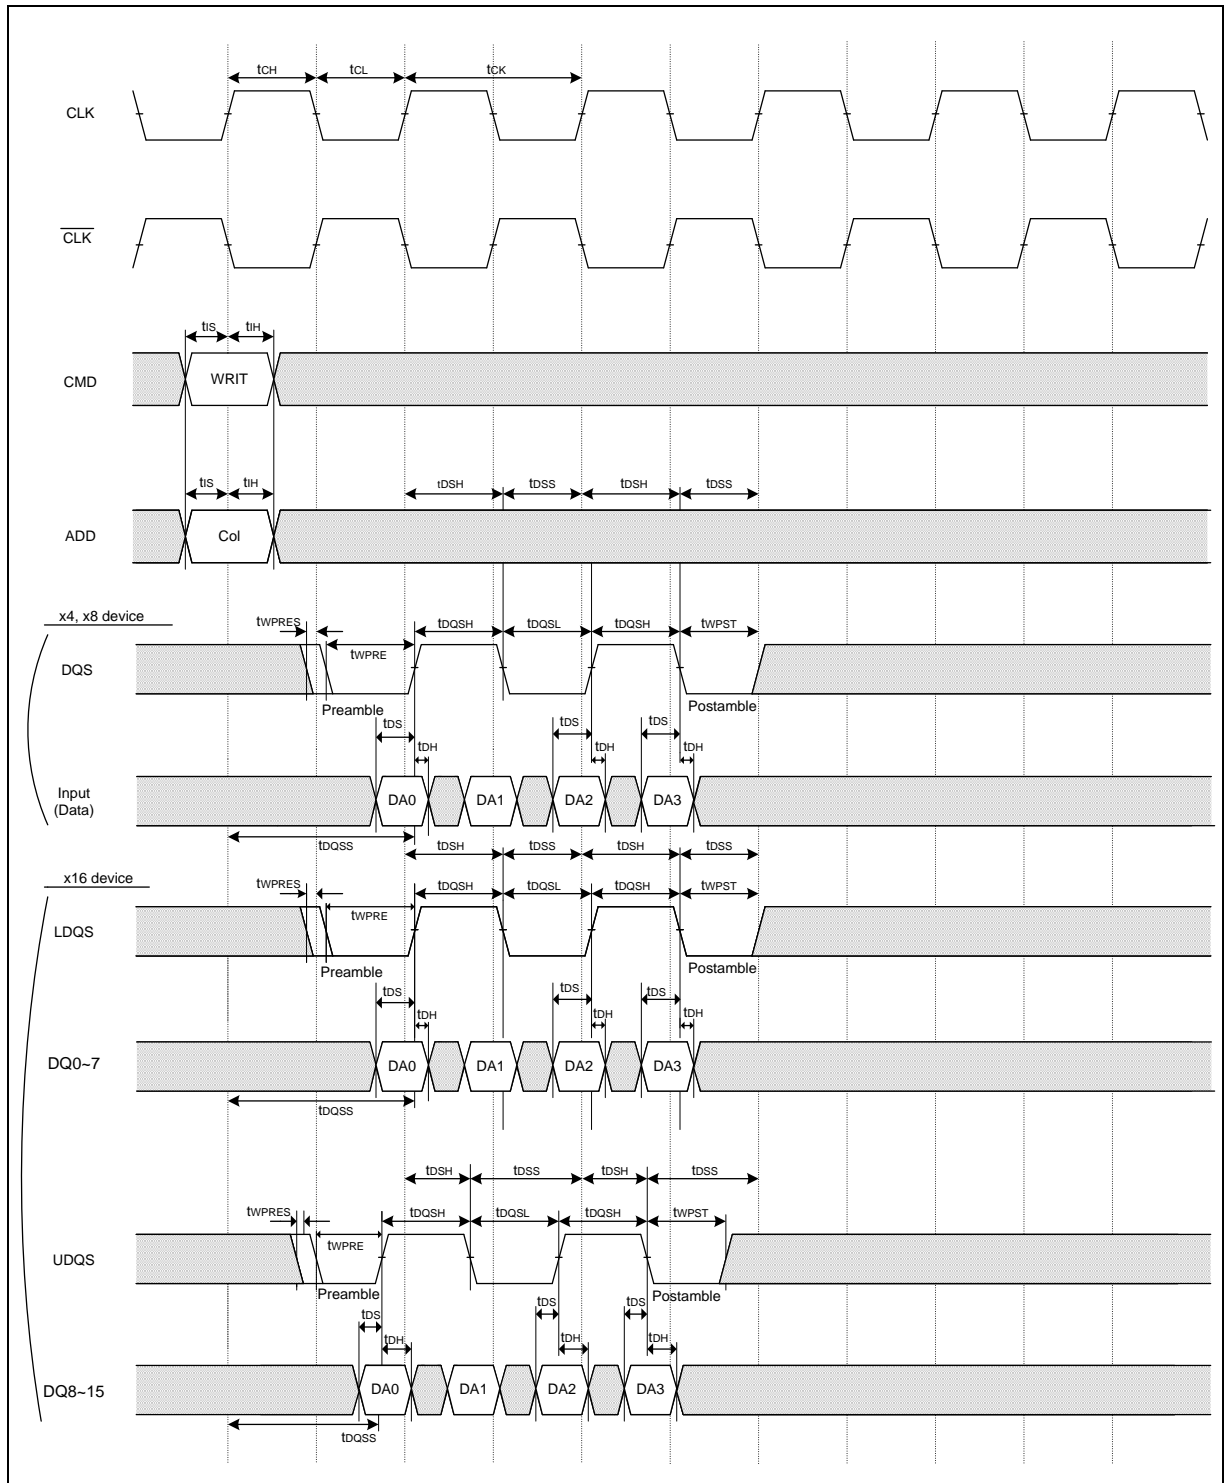 tCH tCL tCK
CLK
CLK
tIS tIH
CMD WRIT
tIS tIH tDSH tDSS tDSH tDSS
ADD Col
x4, x8 device
tWPRES tDQSH tDQSL tDQSH tWPST
tWPRE
DQS
Preamble Postamble
tDS tDS tDS
tDH tDH tDH
Input
(Data)
DA0 DA1 DA2 DA3
tDQSS
tDSH tDSS tDSH tDSS
x16 device
tWPRES tDQSH tDQSL tDQSH tWPST
tWPRE
LDQS
Preamble Postamble
tDS tDS tDS
tDH tDH tDH
DQ0~7 DA0 DA1 DA2 DA3
tDQSS
tDSH tDSS tDSH tDSS
tWPRES tDQSH tDQSL tDQSH tWPST
tWPRE
UDQS
Preamble Postamble
tDS tDS tDS
tDH tDH tDH
DQ8~15 DA0 DA1 DA2 DA3
tDQSS